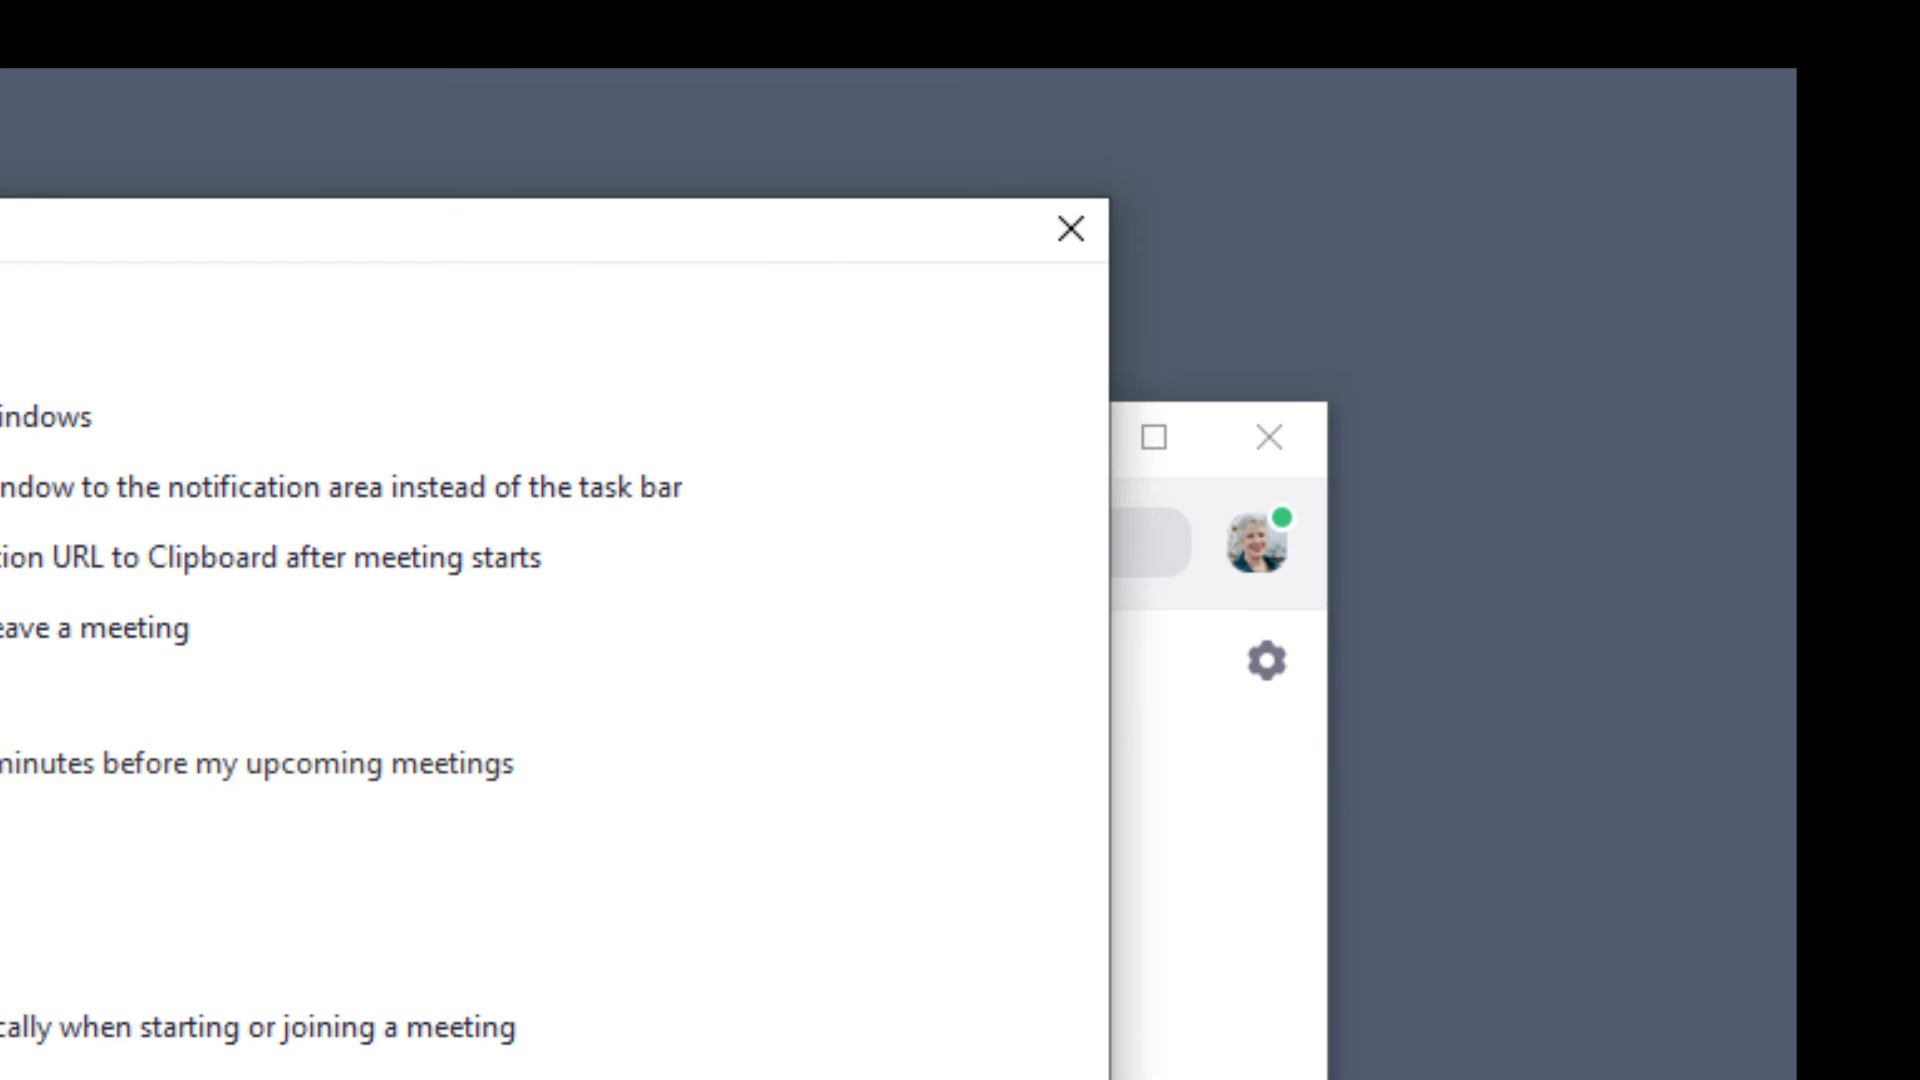 indows
ndow to the notification area instead of the task bar
tion URL to Clipboard after meeting starts
eave a meeting
minutes before my upcoming meetings
cally when starting or joining a meeting